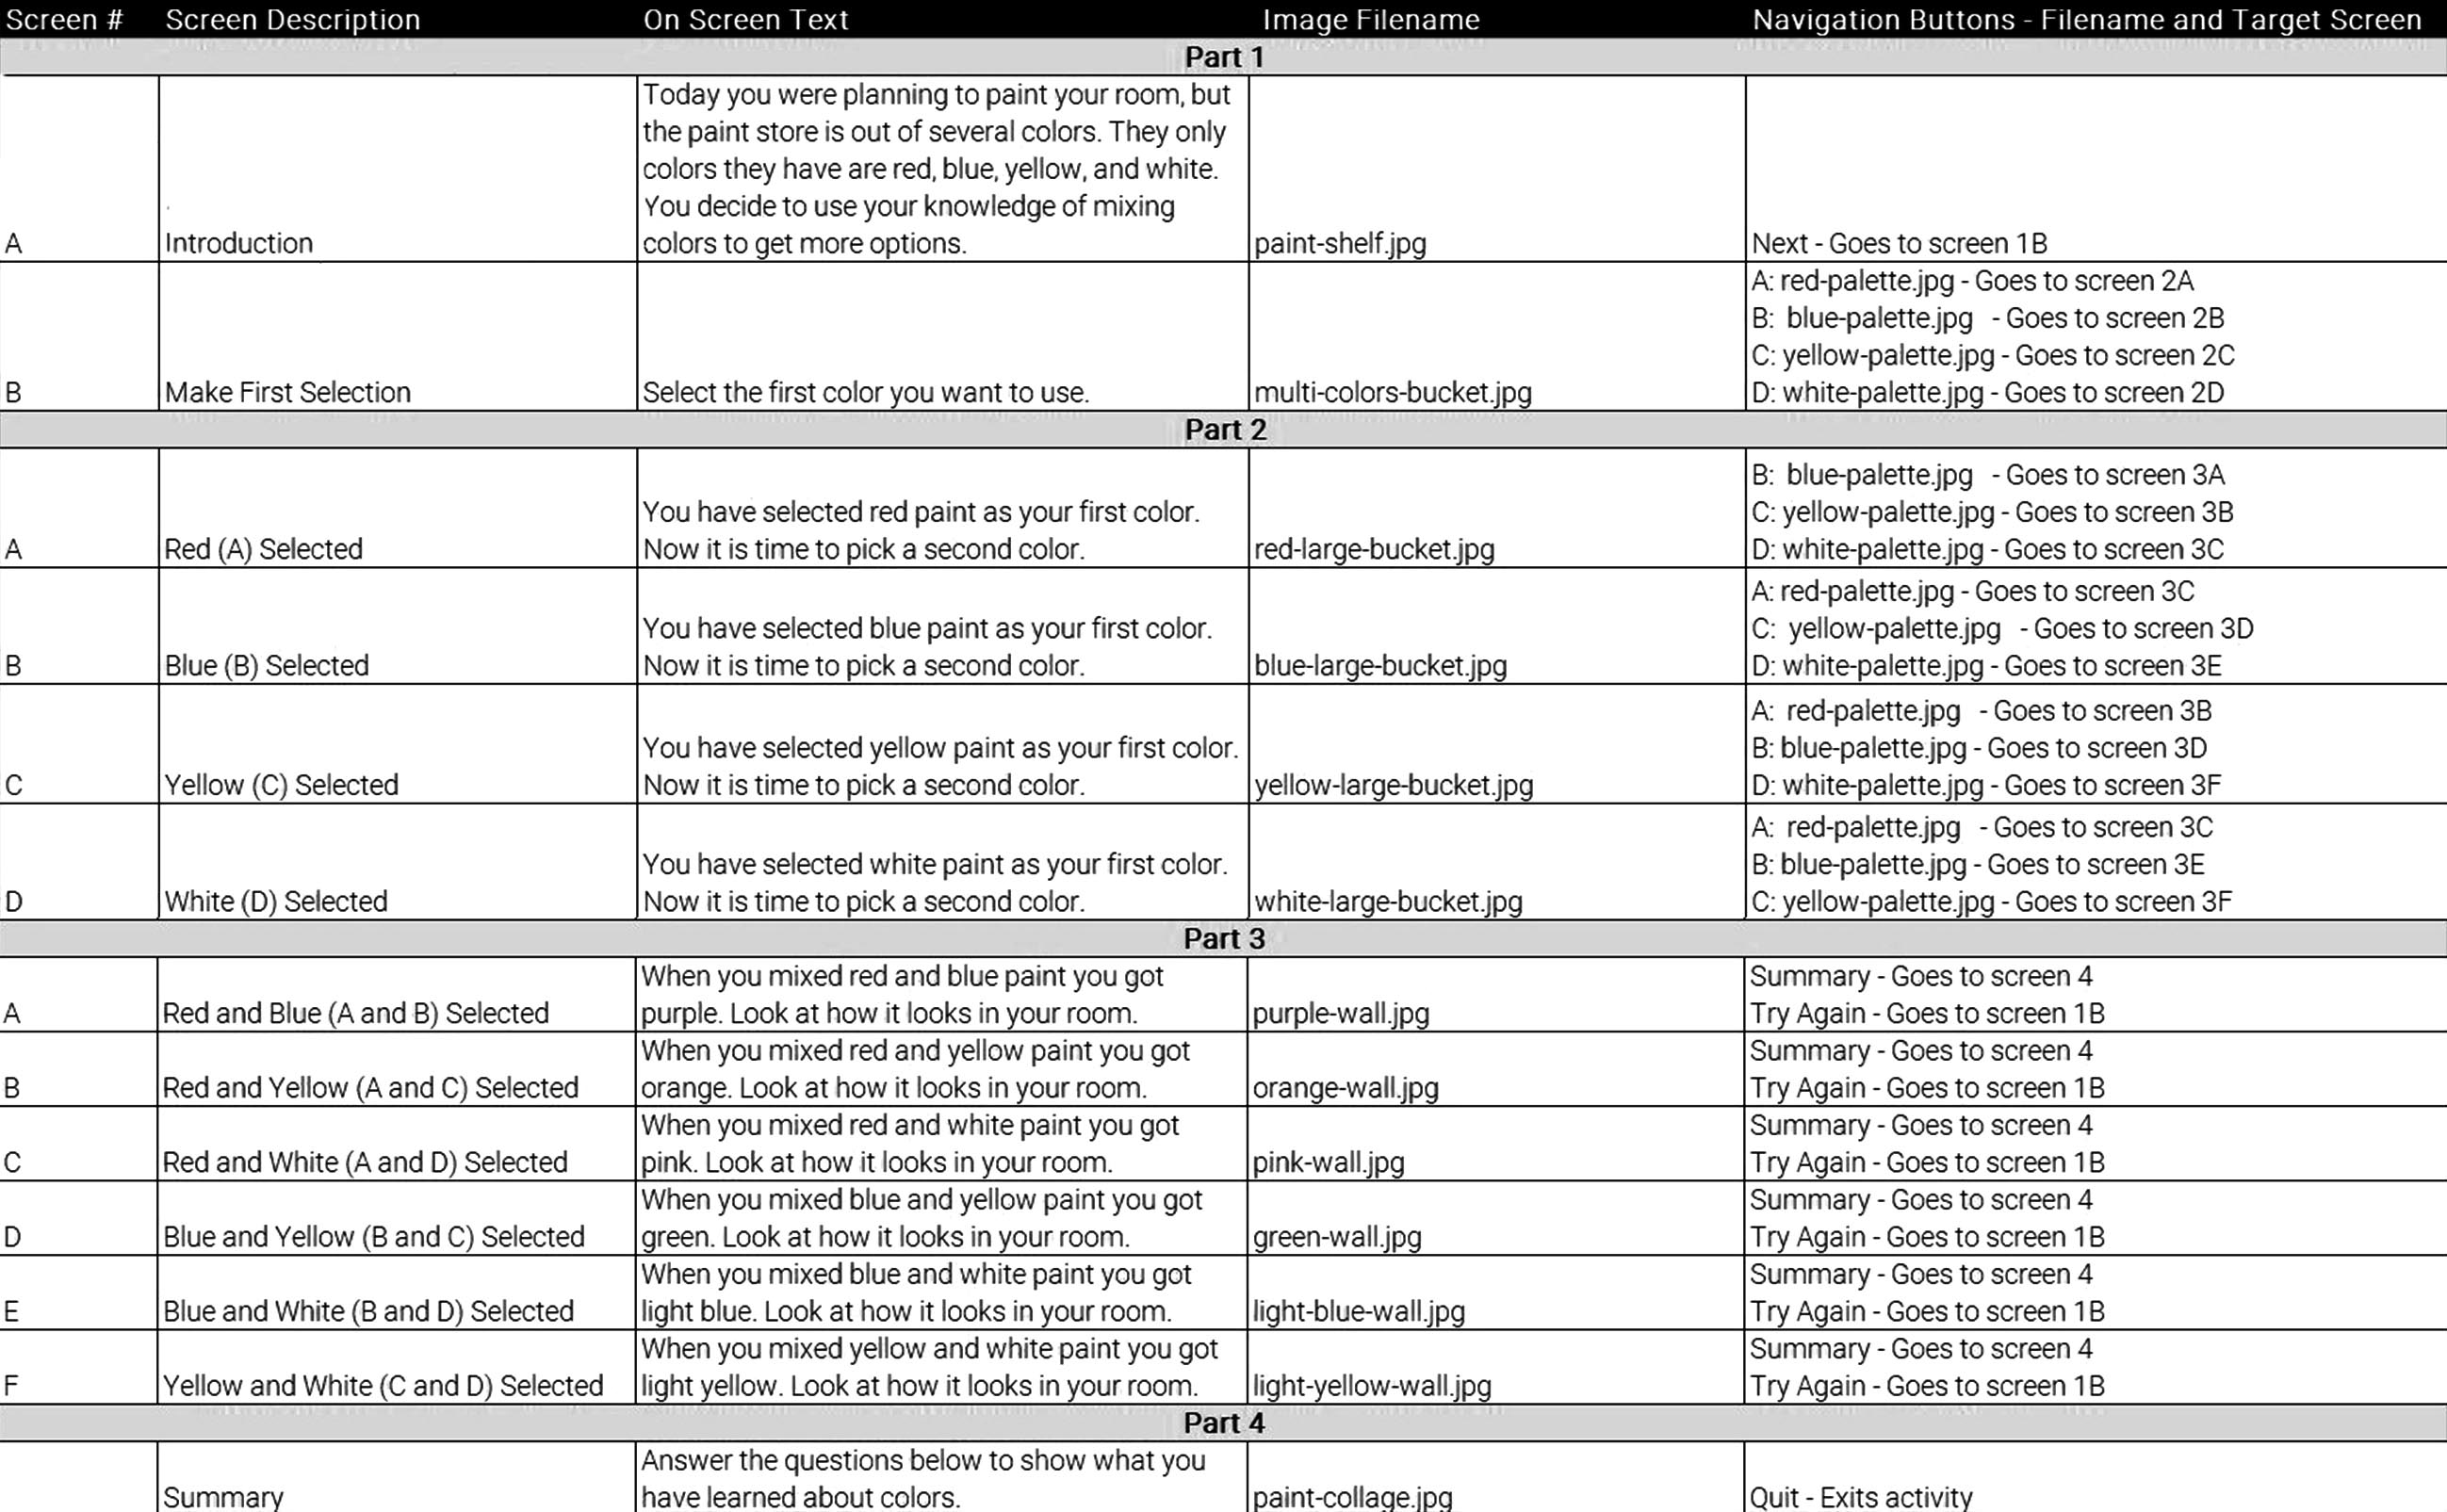 Screen # Screen Description On Screen Text Image Filename Navigation Buttons - Filename and Target Screen
Part 1
Today you were planning to paint your room, but
the paint store is out of several colors. They only
colors they have are red, blue, yellow, and white.
You decide to use your knowledge of mixing
A Introduction colors to get more options. paint-shelf.jpg Next - Goes to screen 1B
A: red-palette.jpg - Goes to screen 2A
B: blue-palette.jpg - Goes to screen 2B
C: yellow-palette.jpg - Goes to screen 2C
B Make First Selection Select the first color you want to use. multi-colors-bucket.jpg D: white-palette.jpg - Goes to screen 2D
Part 2
B: blue-palette.jpg - Goes to screen 3A
You have selected red paint as your first color. C: yellow-palette.jpg - Goes to screen 3B
A Red (A) Selected Now it is time to pick a second color. red-large-bucket.jpg D: white-palette.jpg - Goes to screen 3C
A: red-palette.jpg - Goes to screen 3C
You have selected blue paint as your first color. C: yellow-palette.jpg - Goes to screen 3D
B Blue (B) Selected Now it is time to pick a second color. blue-large-bucket.jpg D: white-palette.jpg - Goes to screen 3E
A: red-palette.jpg - Goes to screen 3B
You have selected yellow paint as your first color. B: blue-palette.jpg - Goes to screen 3D
C Yellow (C) Selected Now it is time to pick a second color. yellow-large-bucket.jpg D: white-palette.jpg - Goes to screen 3F
A: red-palette.jpg - Goes to screen 3C
You have selected white paint as your first color. B: blue-palette.jpg - Goes to screen 3E
D White (D) Selected Now it is time to pick a second color. white-large-bucket.jpg C: yellow-palette.jpg - Goes to screen 3F
Part 3
When you mixed red and blue paint you got Summary - Goes to screen 4
A Red and Blue (A and B) Selected purple. Look at how it looks in your room. purple-wall.jpg Try Again - Goes to screen 1B
When you mixed red and yellow paint you got Summary - Goes to screen 4
B Red and Yellow (A and C) Selected orange. Look at how it looks in your room. orange-wall.jpg Try Again - Goes to screen 1B
When you mixed red and white paint you got Summary - Goes to screen 4
C Red and White (A and D) Selected pink. Look at how it looks in your room. pink-wall.jpg Try Again - Goes to screen 1B
When you mixed blue and yellow paint you got Summary - Goes to screen 4
D Blue and Yellow (B and C) Selected green. Look at how it looks in your room. green-wall.jpg Try Again - Goes to screen 1B
When you mixed blue and white paint you got Summary - Goes to screen 4
E Blue and White (B and D) Selected light blue. Look at how it looks in your room. light-blue-wall.jpg Try Again - Goes to screen 1B
When you mixed yellow and white paint you got Summary - Goes to screen 4
F Yellow and White (C and D) Selected light yellow. Look at how it looks in your room. light-yellow-wall.jpg Try Again - Goes to screen 1B
Part 4
Answer the questions below to show what you
Summary have learned about colors. paint-collage.jpg Quit - Exits activity